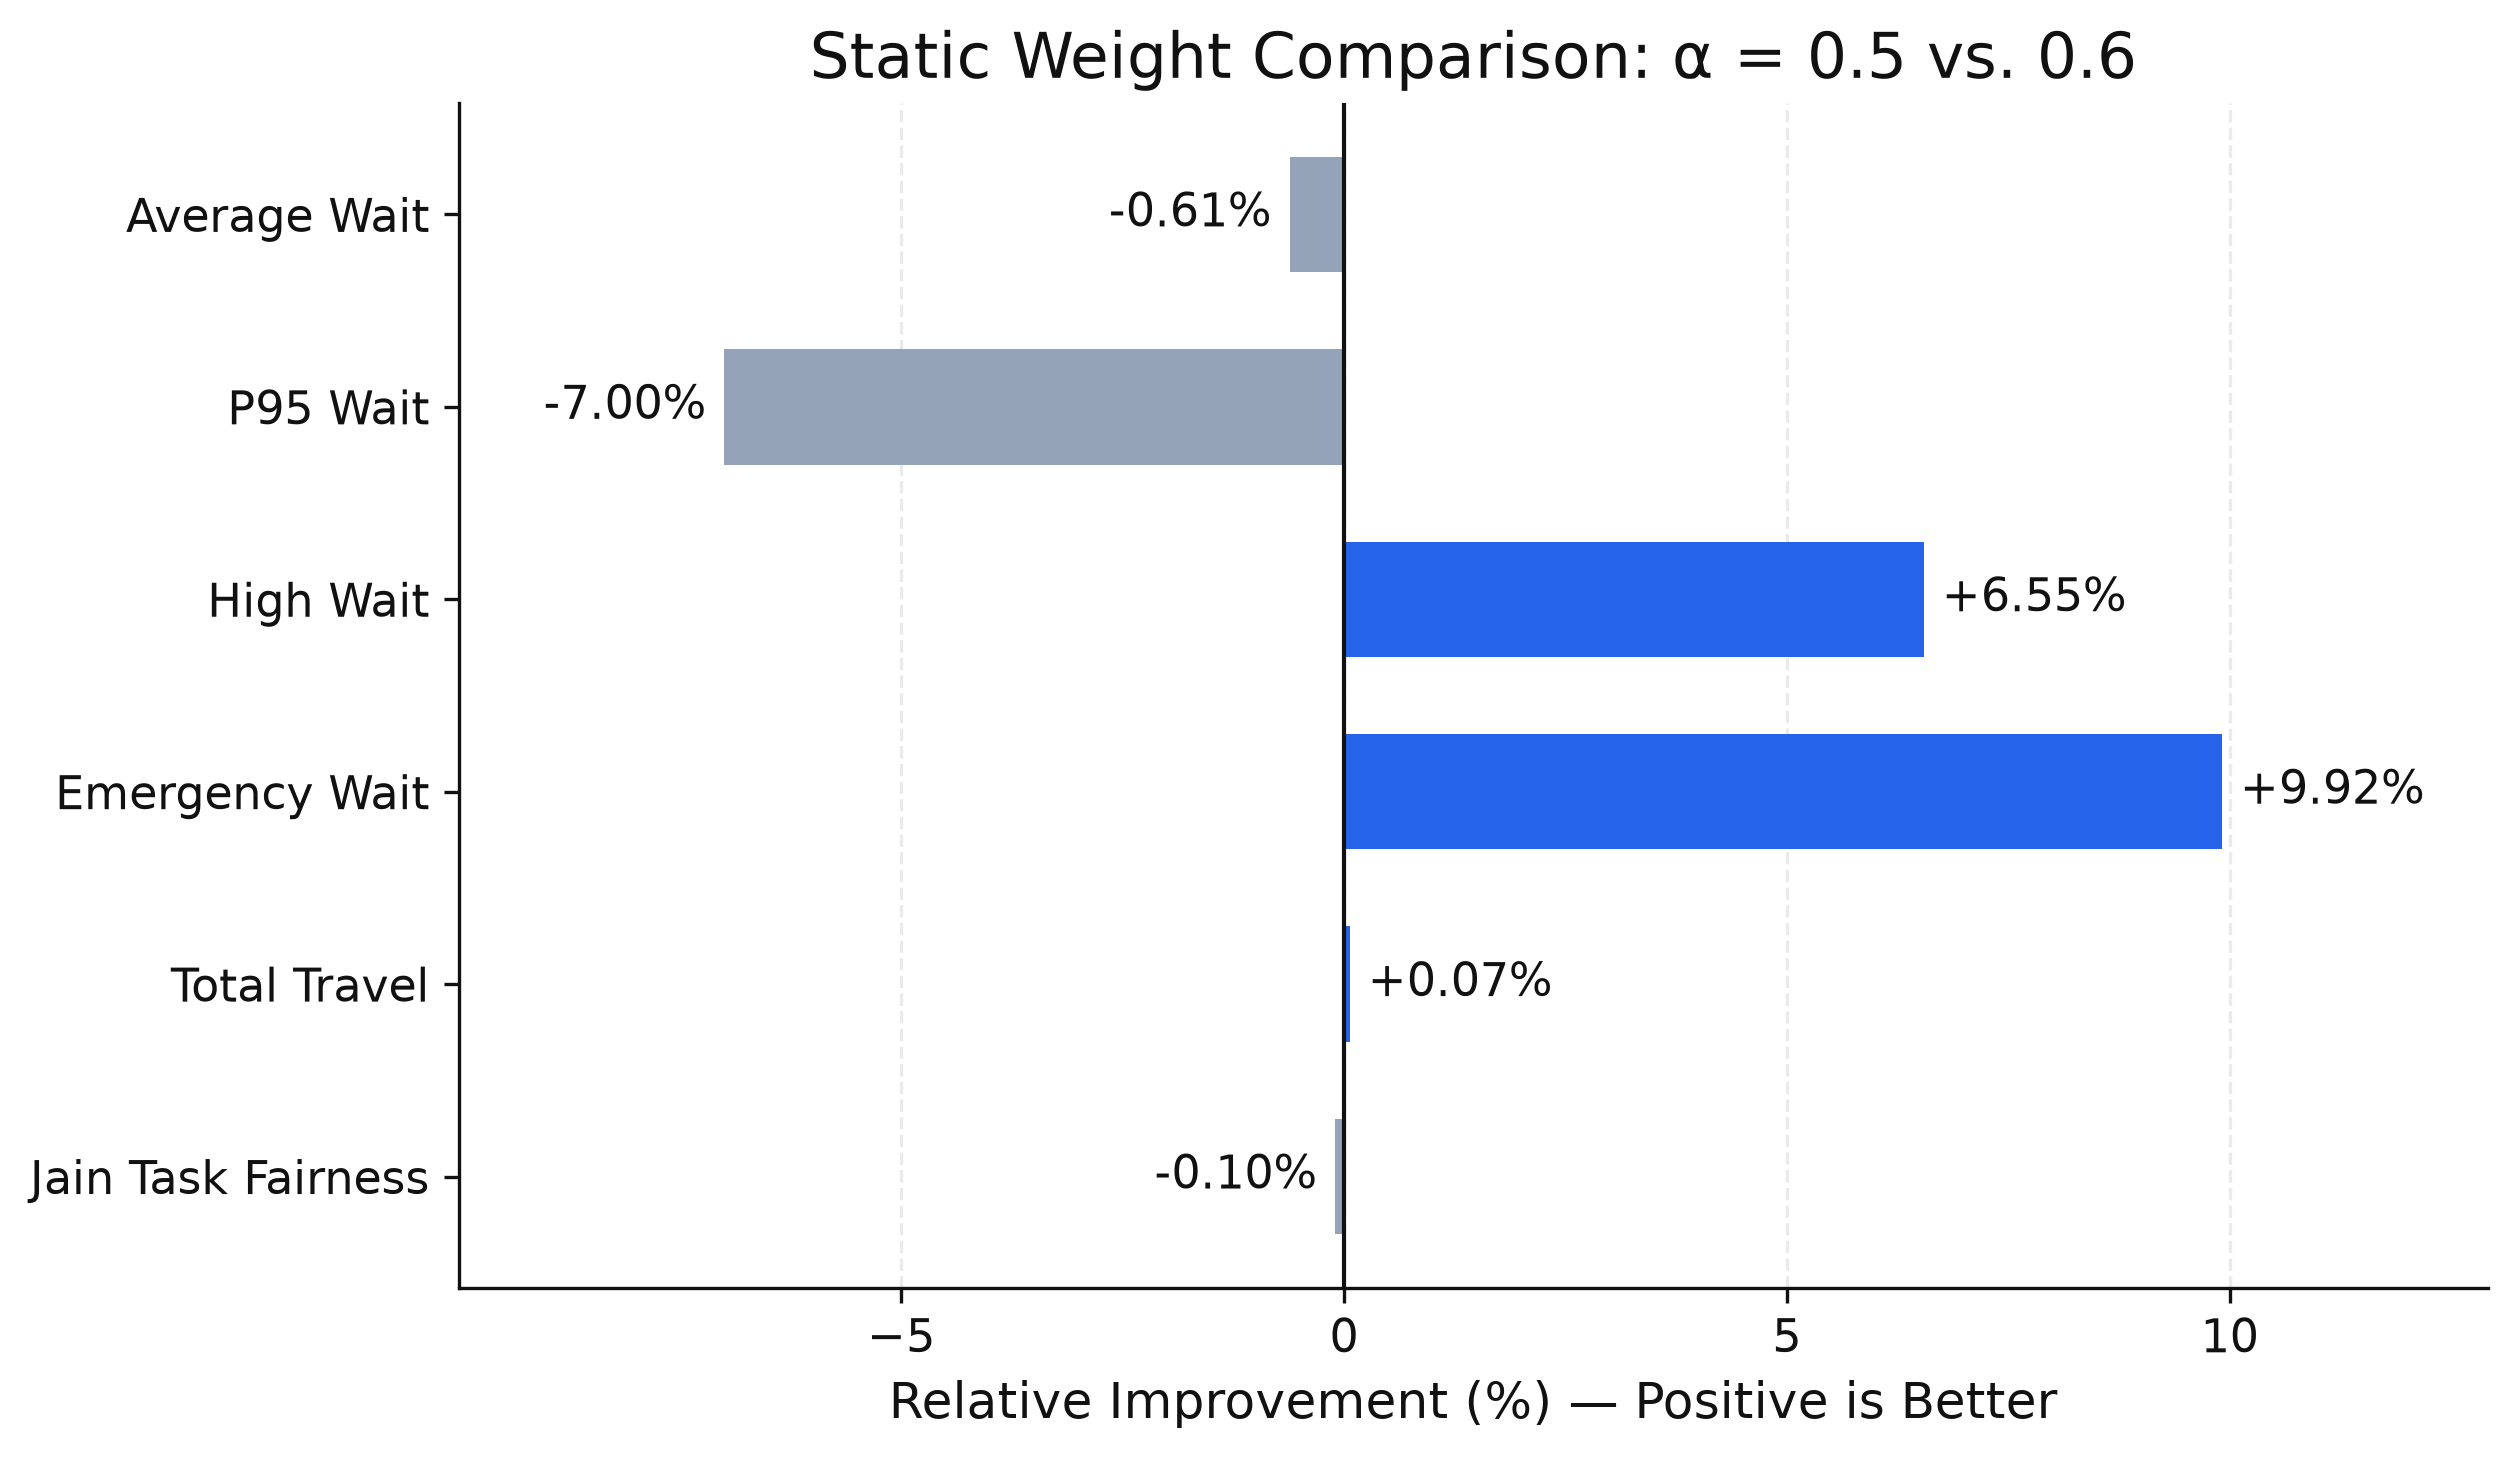 Static Weight Comparison: α = 0.5 vs. 0.6
Average Wait
-0.61%
P95 Wait
-7.00%
High Wait
+6.55%
Emergency Wait
+9.92%
Total Travel
+0.07%
Jain Task Fairness
-0.10%
−5 0 5 10
Relative Improvement (%) — Positive is Better